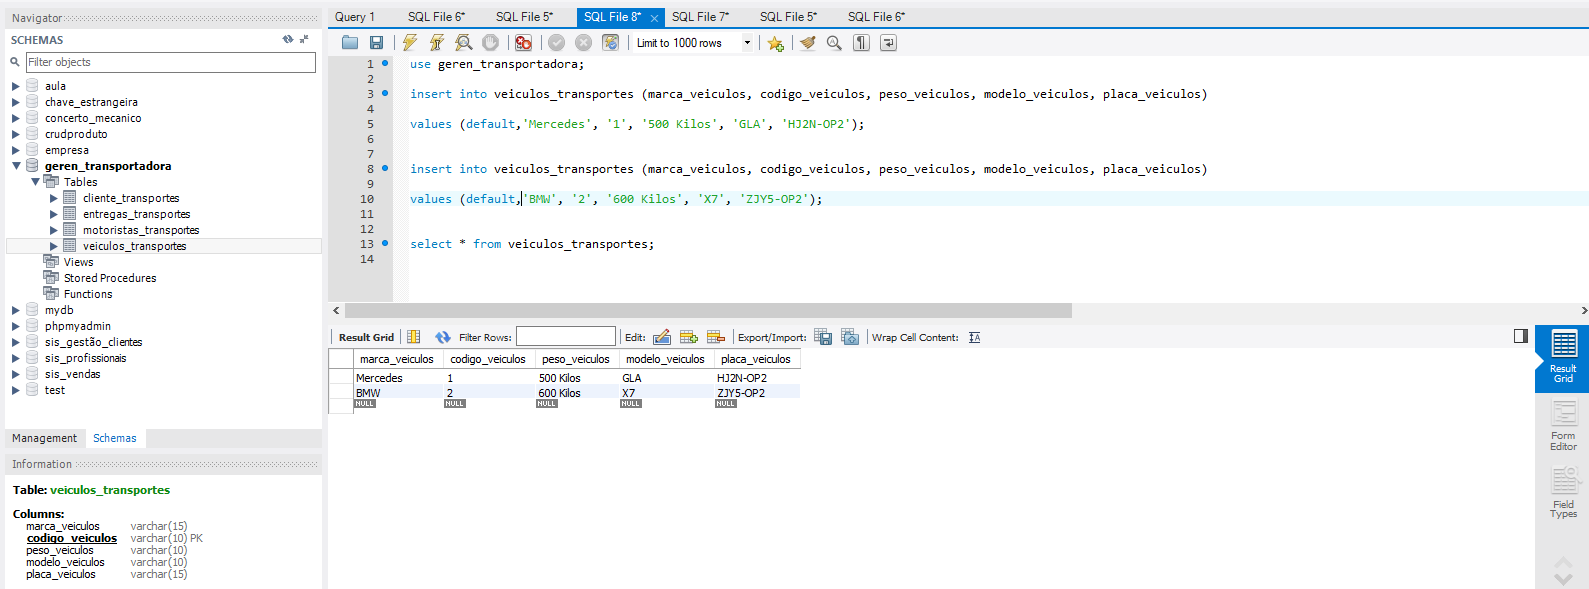 Navigator
SCHEMAS
Filter objects
aula
chave_estrangeira
concerto_mecanico
crudproduto
empresa
geren_transportadora
Tables
cliente_transportes
entregas_transportes
motoristas_transportes
veiculos_transportes
Views
Stored Procedures
Functions
mydb
phpmyadmin
sis_gestão_clientes
sis_profissionais
sis_vendas
test
Management Schemas
Information
Table: veiculos_transportes
Columns:
marca_veiculos varchar(15)
codigo_veiculos varchar(10) PK
peso_veiculos varchar(10)
modelo_veiculos varchar(10)
placa_veiculos varchar(15)
Query 1 SQL File 6* SQL File 5* SQL File 8* SQL File 7* SQL File 5* SQL File 6*
Limit to 1000 rows
1 use geren_transportadora;
2
3 insert into veiculos_transportes (marca_veiculos, codigo_veiculos, peso_veiculos, modelo_veiculos, placa_veiculos)
4
5 values (default,'Mercedes', '1', '500 Kilos', 'GLA', 'HJ2N-OP2');
6
7
8 insert into veiculos_transportes (marca_veiculos, codigo_veiculos, peso_veiculos, modelo_veiculos, placa_veiculos)
9
10 values (default,'BMW', '2', '600 Kilos', 'X7', 'ZJY5-OP2');
11
12
13 select * from veiculos_transportes;
14
Result Grid Filter Rows: Edit: Export/Import: Wrap Cell Content:
marca_veiculos codigo_veiculos peso_veiculos modelo_veiculos placa_veiculos
Mercedes 1 500 Kilos GLA HJ2N-OP2
BMW 2 600 Kilos X7 ZJY5-OP2
NULL NULL NULL NULL NULL
Result
Grid
Form
Editor
Field
Types